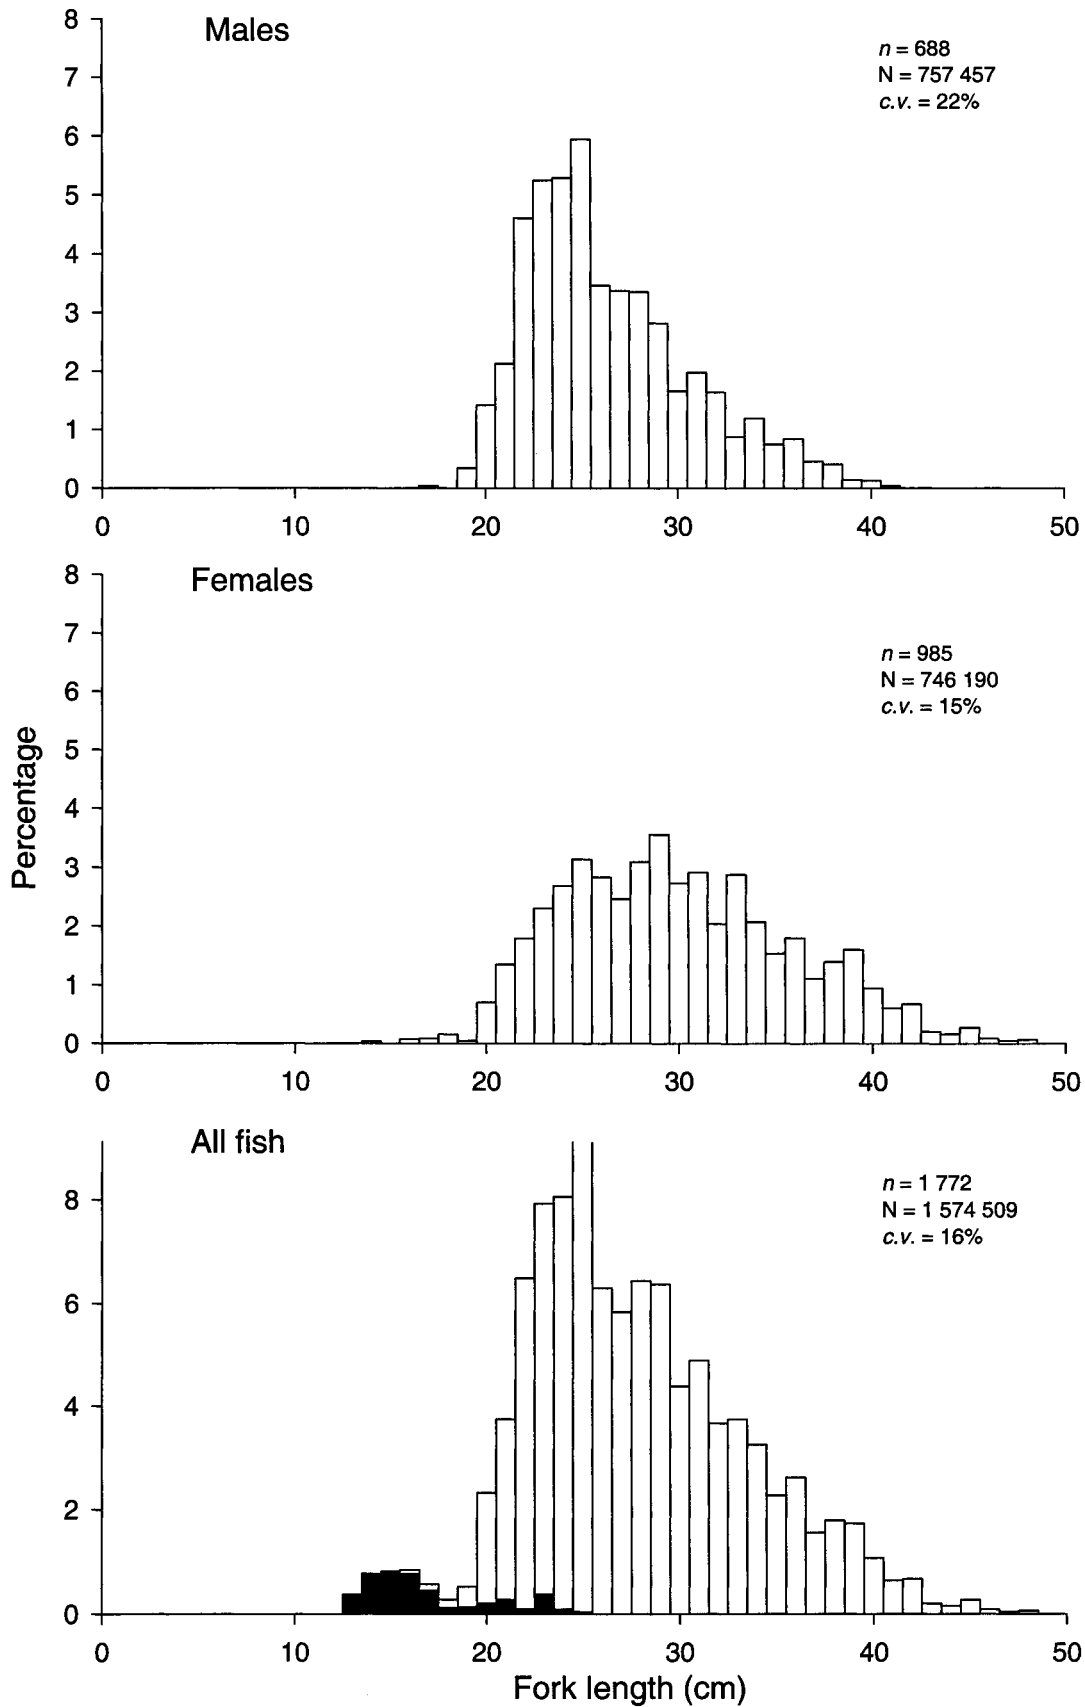 Males
n = 688
N = 757 457
c.v. = 22%
8
7
6
5
4
3
2
1
0
0 10 20 30 40 50
Females
n = 985
N = 746 190
c.v. = 15%
8
7
6
5
4
3
2
1
0
0 10 20 30 40 50
Percentage
All fish
n = 1 772
N = 1 574 509
c.v. = 16%
8
6
4
2
0
0 10 20 30 40 50
Fork length (cm)